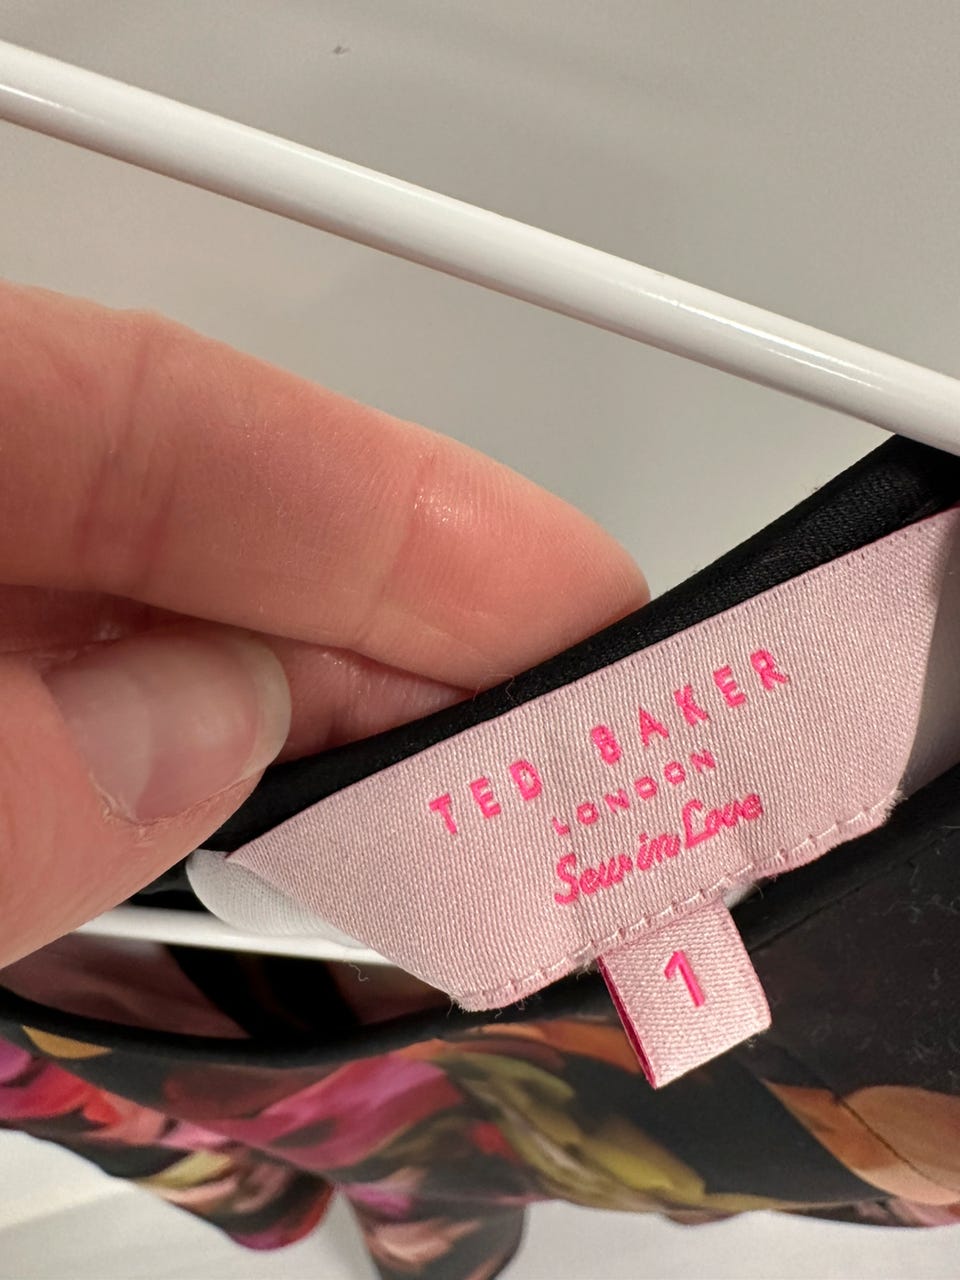 TED BAKER
LONDON
Sew in Love
1